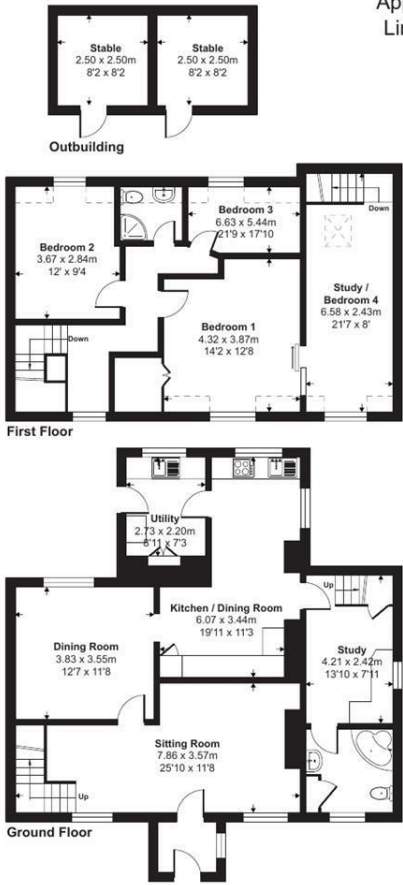 Stable
2.50 x 2.50m
8'2 x 8'2
Stable
2.50 x 2.50m
8'2 x 8'2
Outbuilding
Bedroom 2
3.67 x 2.84m
12' x 9'4
Bedroom 3
6.63 x 5.44m
21'9 x 17'10
Down
Study /
Bedroom 4
6.58 x 2.43m
21'7 x 8'
Bedroom 1
4.32 x 3.87m
14'2 x 12'8
Down
First Floor
Utility
2.73 x 2.20m
8'11 x 7'3
Up
Kitchen / Dining Room
6.07 x 3.44m
19'11 x 11'3
Dining Room
3.83 x 3.55m
12'7 x 11'8
Study
4.21 x 2.42m
13'10 x 7'11
Sitting Room
7.86 x 3.57m
25'10 x 11'8
Up
Ground Floor